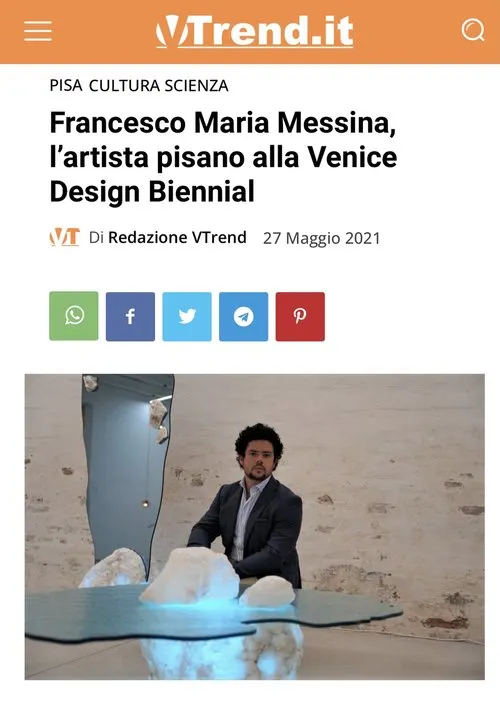 VTrend.it
PISA CULTURA SCIENZA
Francesco Maria Messina,
l’artista pisano alla Venice
Design Biennial
VT Di Redazione VTrend 27 Maggio 2021